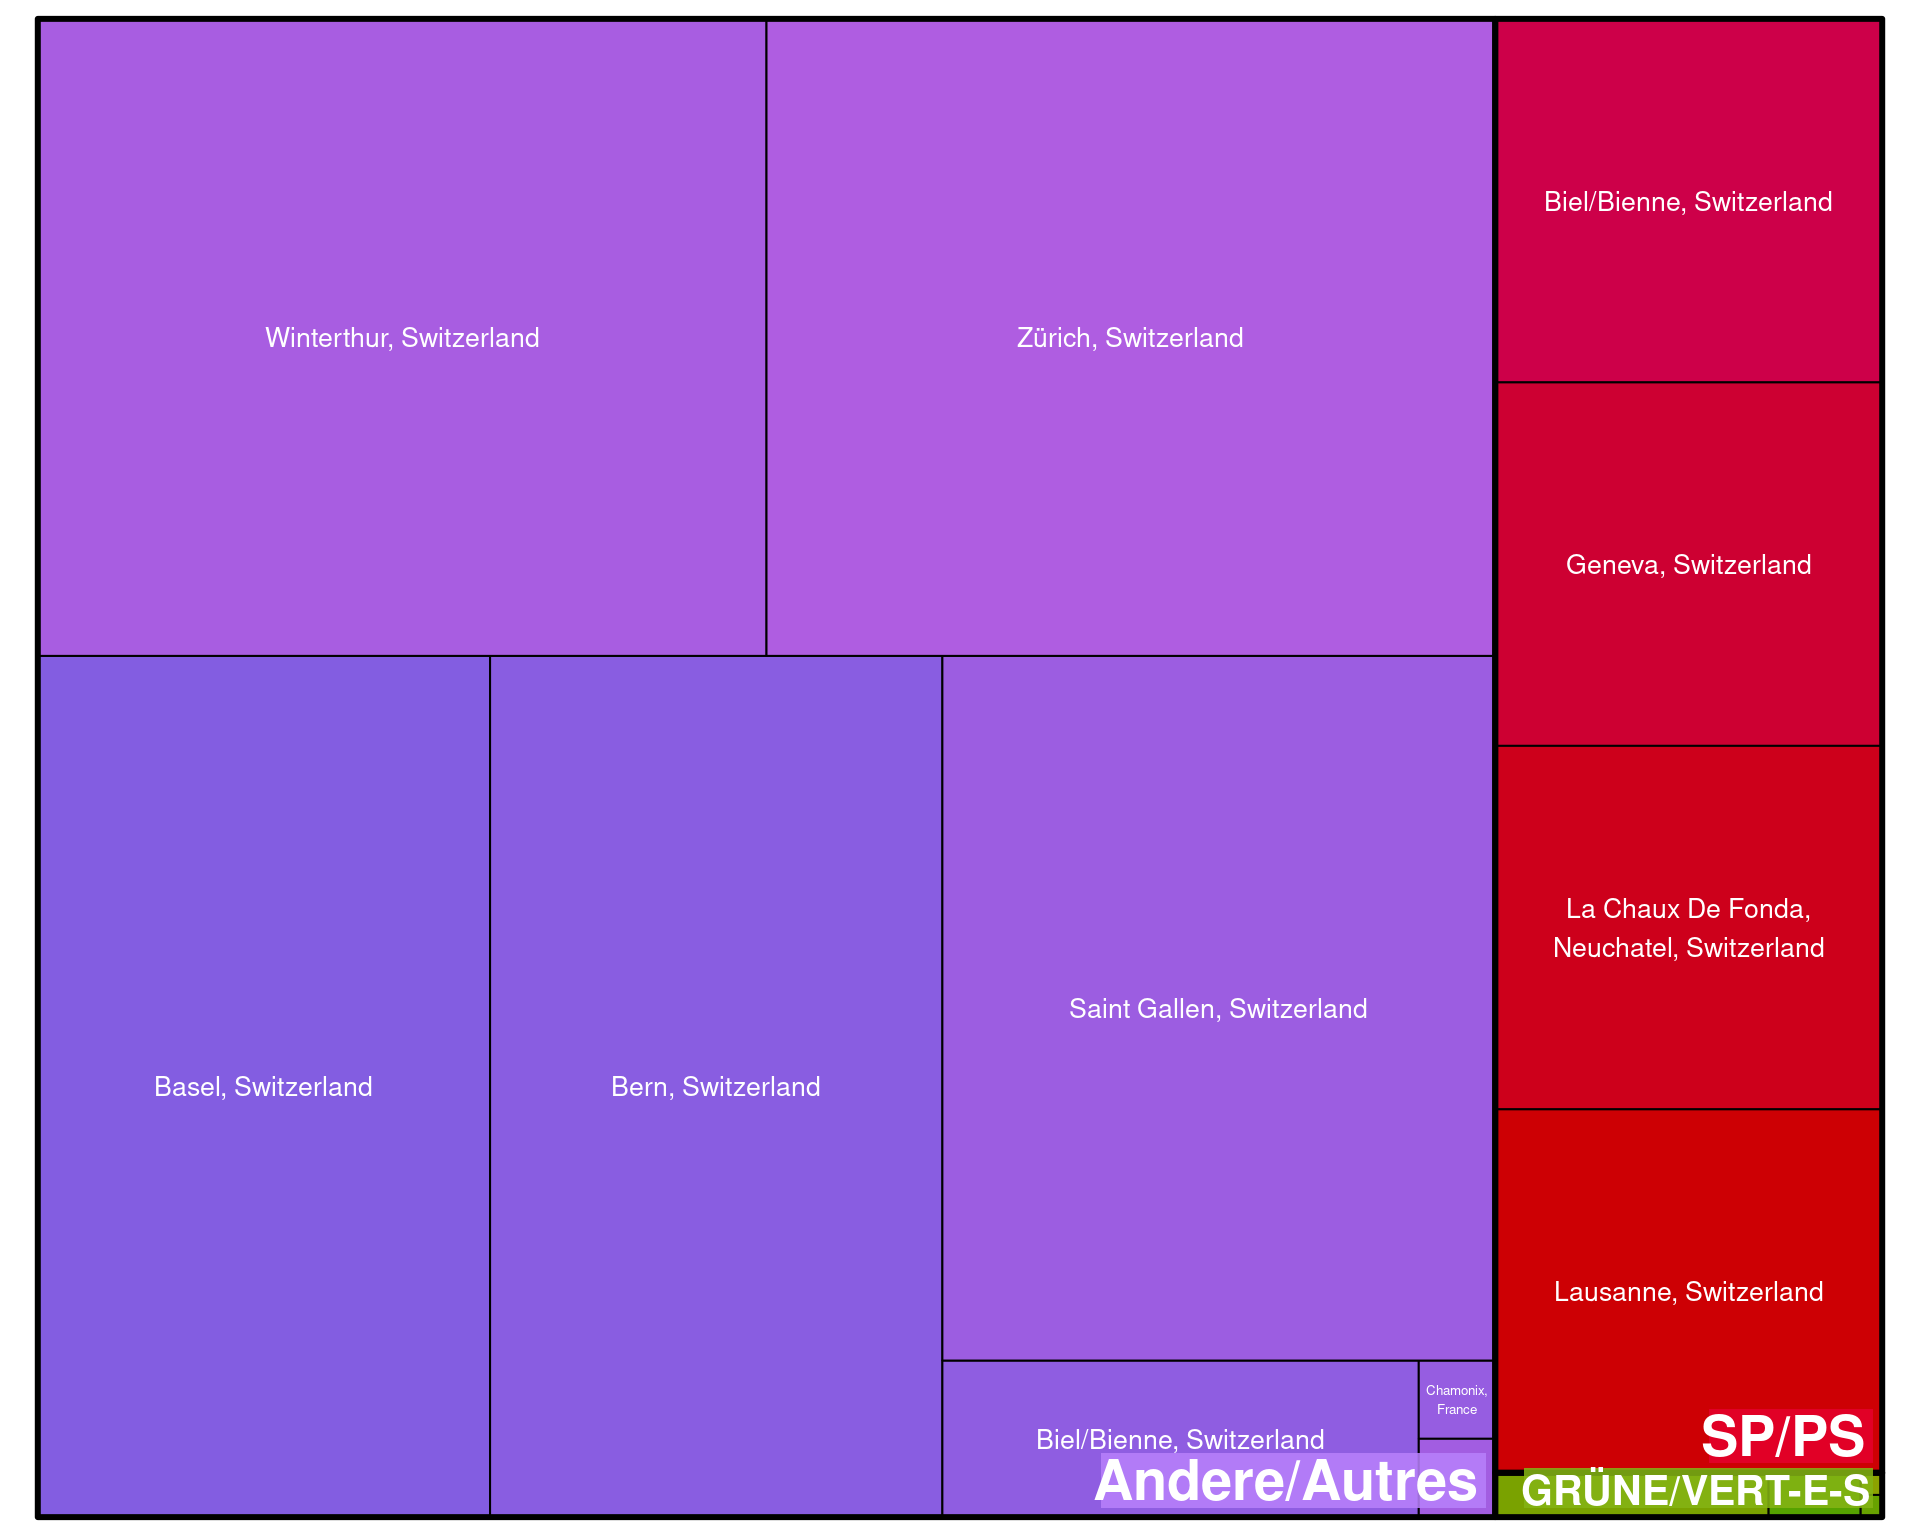 Winterthur, Switzerland
Zürich, Switzerland
Biel/Bienne, Switzerland
Geneva, Switzerland
La Chaux De Fonda,
Neuchatel, Switzerland
Basel, Switzerland
Bern, Switzerland
Saint Gallen, Switzerland
Lausanne, Switzerland
Chamonix,
France
Biel/Bienne, Switzerland
Andere/Autres
SP/PS
GRÜNE/VERT-E-S